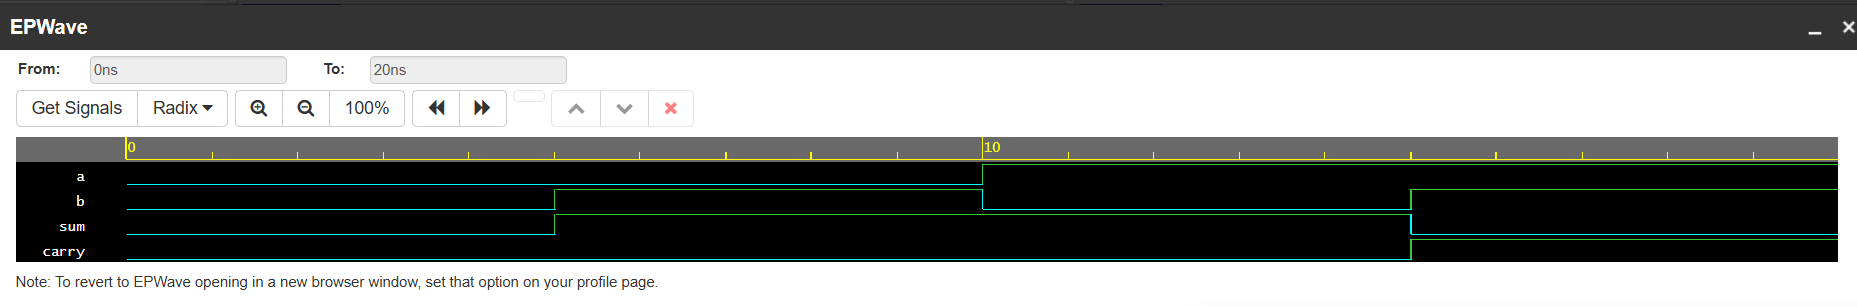 EPWave
From: 0ns To: 20ns
Get Signals Radix 100%
0 10
a
b
sum
carry
Note: To revert to EPWave opening in a new browser window, set that option on your profile page.